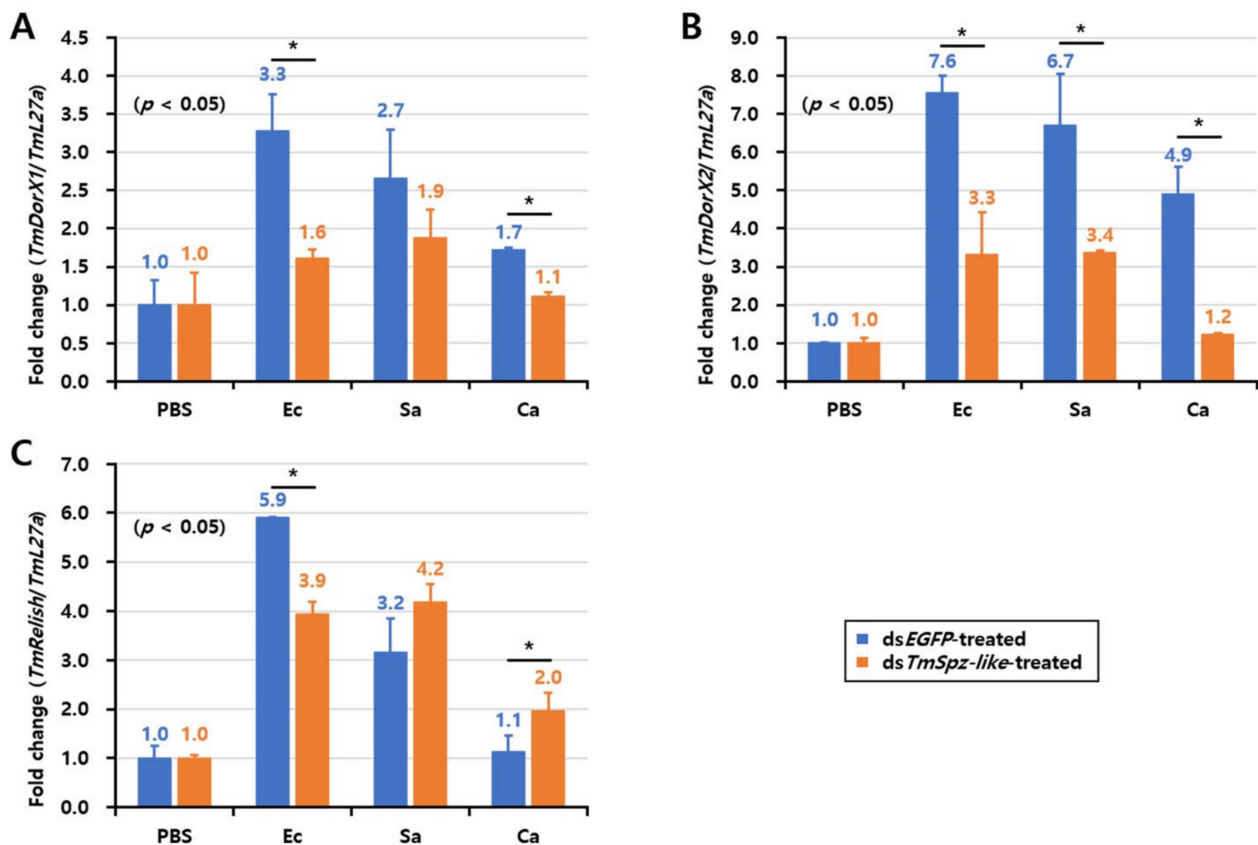 A
Fold change (TmDorX1/TmL27a)
4.5
4.0
3.5
3.0
2.5
2.0
1.5
1.0
0.5
0.0
(p < 0.05)
1.0
1.0
3.3
*
1.6
2.7
1.9
1.7
*
1.1
PBS
Ec
Sa
Ca
B
Fold change (TmDorX2/TmL27a)
9.0
8.0
7.0
6.0
5.0
4.0
3.0
2.0
1.0
0.0
(p < 0.05)
1.0
1.0
7.6
*
3.3
6.7
*
3.4
4.9
*
1.2
PBS
Ec
Sa
Ca
C
Fold change (TmRelish/TmL27a)
7.0
6.0
5.0
4.0
3.0
2.0
1.0
0.0
(p < 0.05)
1.0
1.0
5.9
*
3.9
3.2
4.2
1.1
*
2.0
PBS
Ec
Sa
Ca
dsEGFP-treated
dsTmSpz-like-treated